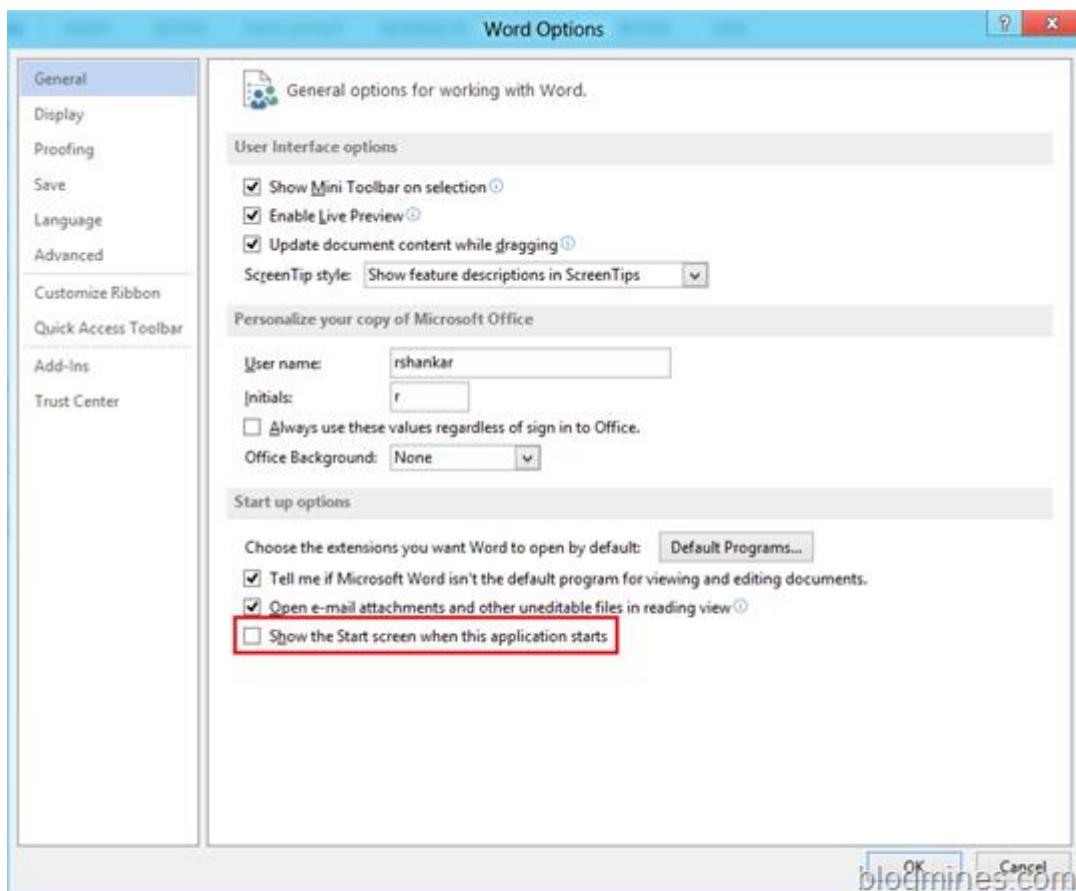 Word Options
?
General
Display
Proofing
Save
Language
Advanced
Customize Ribbon
Quick Access Toolbar
Add-Ins
Trust Center
General options for working with Word.
User Interface options
Show Mini Toolbar on selection
Enable Live Preview
Update document content while dragging
ScreenTip style: Show feature descriptions in ScreenTips
Personalize your copy of Microsoft Office
User name: rshankar
Initials: r
Always use these values regardless of sign in to Office.
Office Background: None
Start up options
Choose the extensions you want Word to open by default: Default Programs...
Tell me if Microsoft Word isn't the default program for viewing and editing documents.
Open e-mail attachments and other uneditable files in reading view
Show the Start screen when this application starts
OK Cancel
blogmines.com